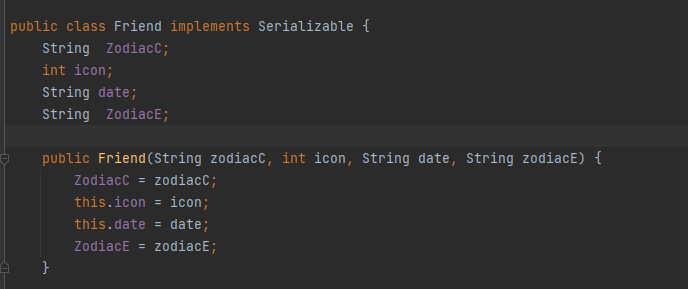 public class Friend implements Serializable {
    String  ZodiacC;
    int icon;
    String date;
    String  ZodiacE;

    public Friend(String zodiacC, int icon, String date, String zodiacE) {
        ZodiacC = zodiacC;
        this.icon = icon;
        this.date = date;
        ZodiacE = zodiacE;
    }